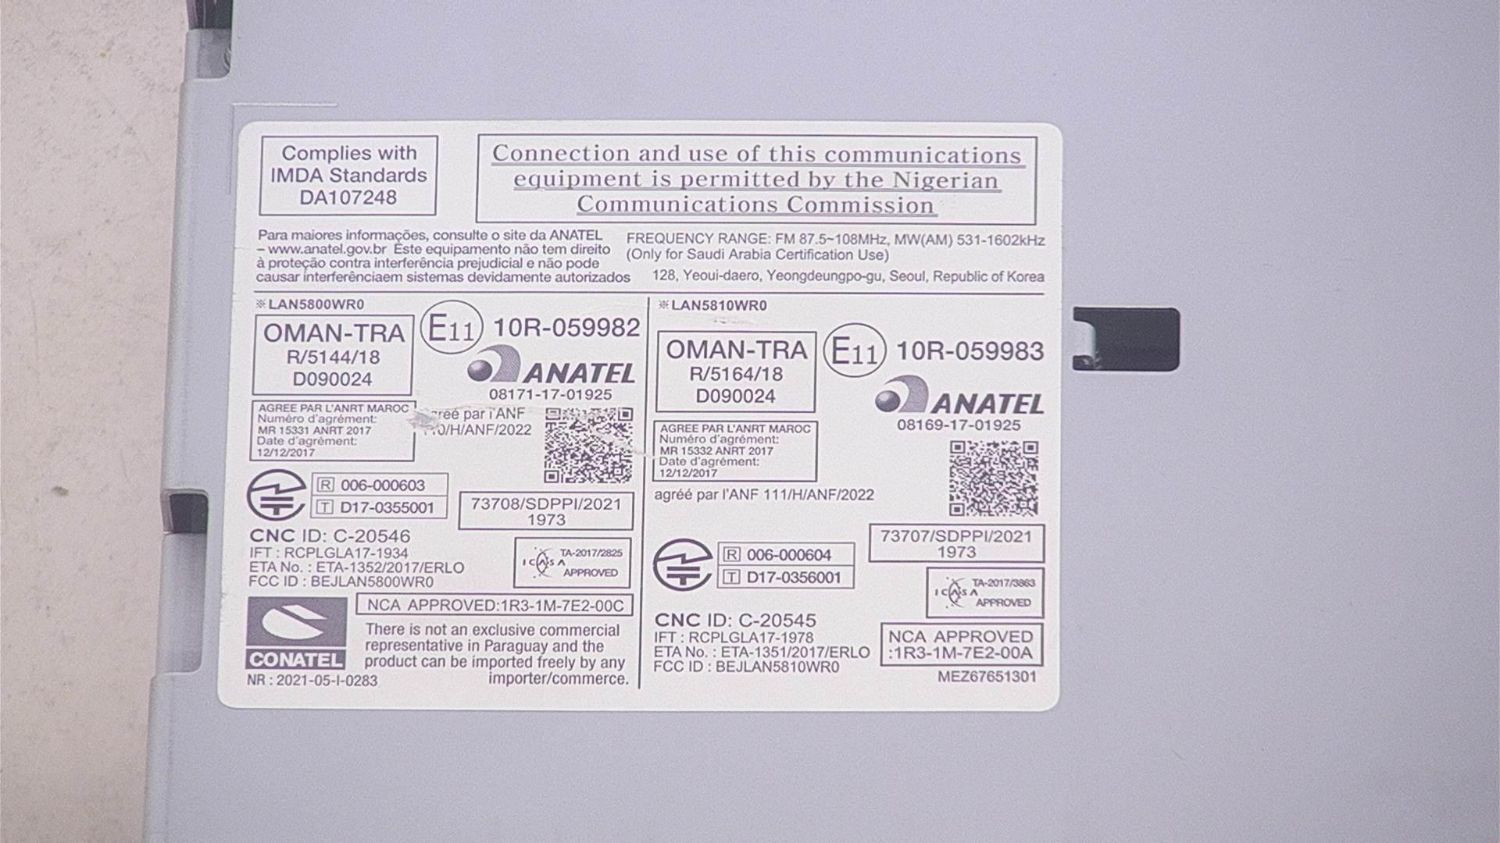 Complies with
IMDA Standards
DA107248
Connection and use of this communications
equipment is permitted by the Nigerian
Communications Commission
Para maiores informações, consulte o site da ANATEL
– www.anatel.gov.br Este equipamento não tem direito
à proteção contra interferência prejudicial e não pode
causar interferênciaem sistemas devidamente autorizados
FREQUENCY RANGE: FM 87.5~108MHz, MW(AM) 531-1602kHz
(Only for Saudi Arabia Certification Use)
128, Yeoui-daero, Yeongdeungpo-gu, Seoul, Republic of Korea
※LAN5800WR0
OMAN-TRA
R/5144/18
D090024
E11 10R-059982
ANATEL
08171-17-01925
AGREE PAR L'ANRT MAROC
Numéro d'agrément:
MR 15331 ANRT 2017
Date d'agrément:
12/12/2017
par l'ANF
/H/ANF/2022
R 006-000603
T D17-0355001
73708/SDPPI/2021
1973
CNC ID: C-20546
IFT : RCPLGLA17-1934
ETA No. : ETA-1352/2017/ERLO
FCC ID : BEJLAN5800WR0
ICASA
TA-2017/2825
APPROVED
NCA APPROVED:1R3-1M-7E2-00C
CONATEL
NR : 2021-05-I-0283
There is not an exclusive commercial
representative in Paraguay and the
product can be imported freely by any
importer/commerce.
※LAN5810WR0
OMAN-TRA
R/5164/18
D090024
E11 10R-059983
ANATEL
08169-17-01925
AGREE PAR L'ANRT MAROC
Numéro d'agrément:
MR 15332 ANRT 2017
Date d'agrément:
12/12/2017
agréé par l'ANF 111/H/ANF/2022
R 006-000604
T D17-0356001
73707/SDPPI/2021
1973
ICASA
TA-2017/3863
APPROVED
CNC ID: C-20545
IFT : RCPLGLA17-1978
ETA No. : ETA-1351/2017/ERLO
FCC ID : BEJLAN5810WR0
NCA APPROVED
:1R3-1M-7E2-00A
MEZ67651301